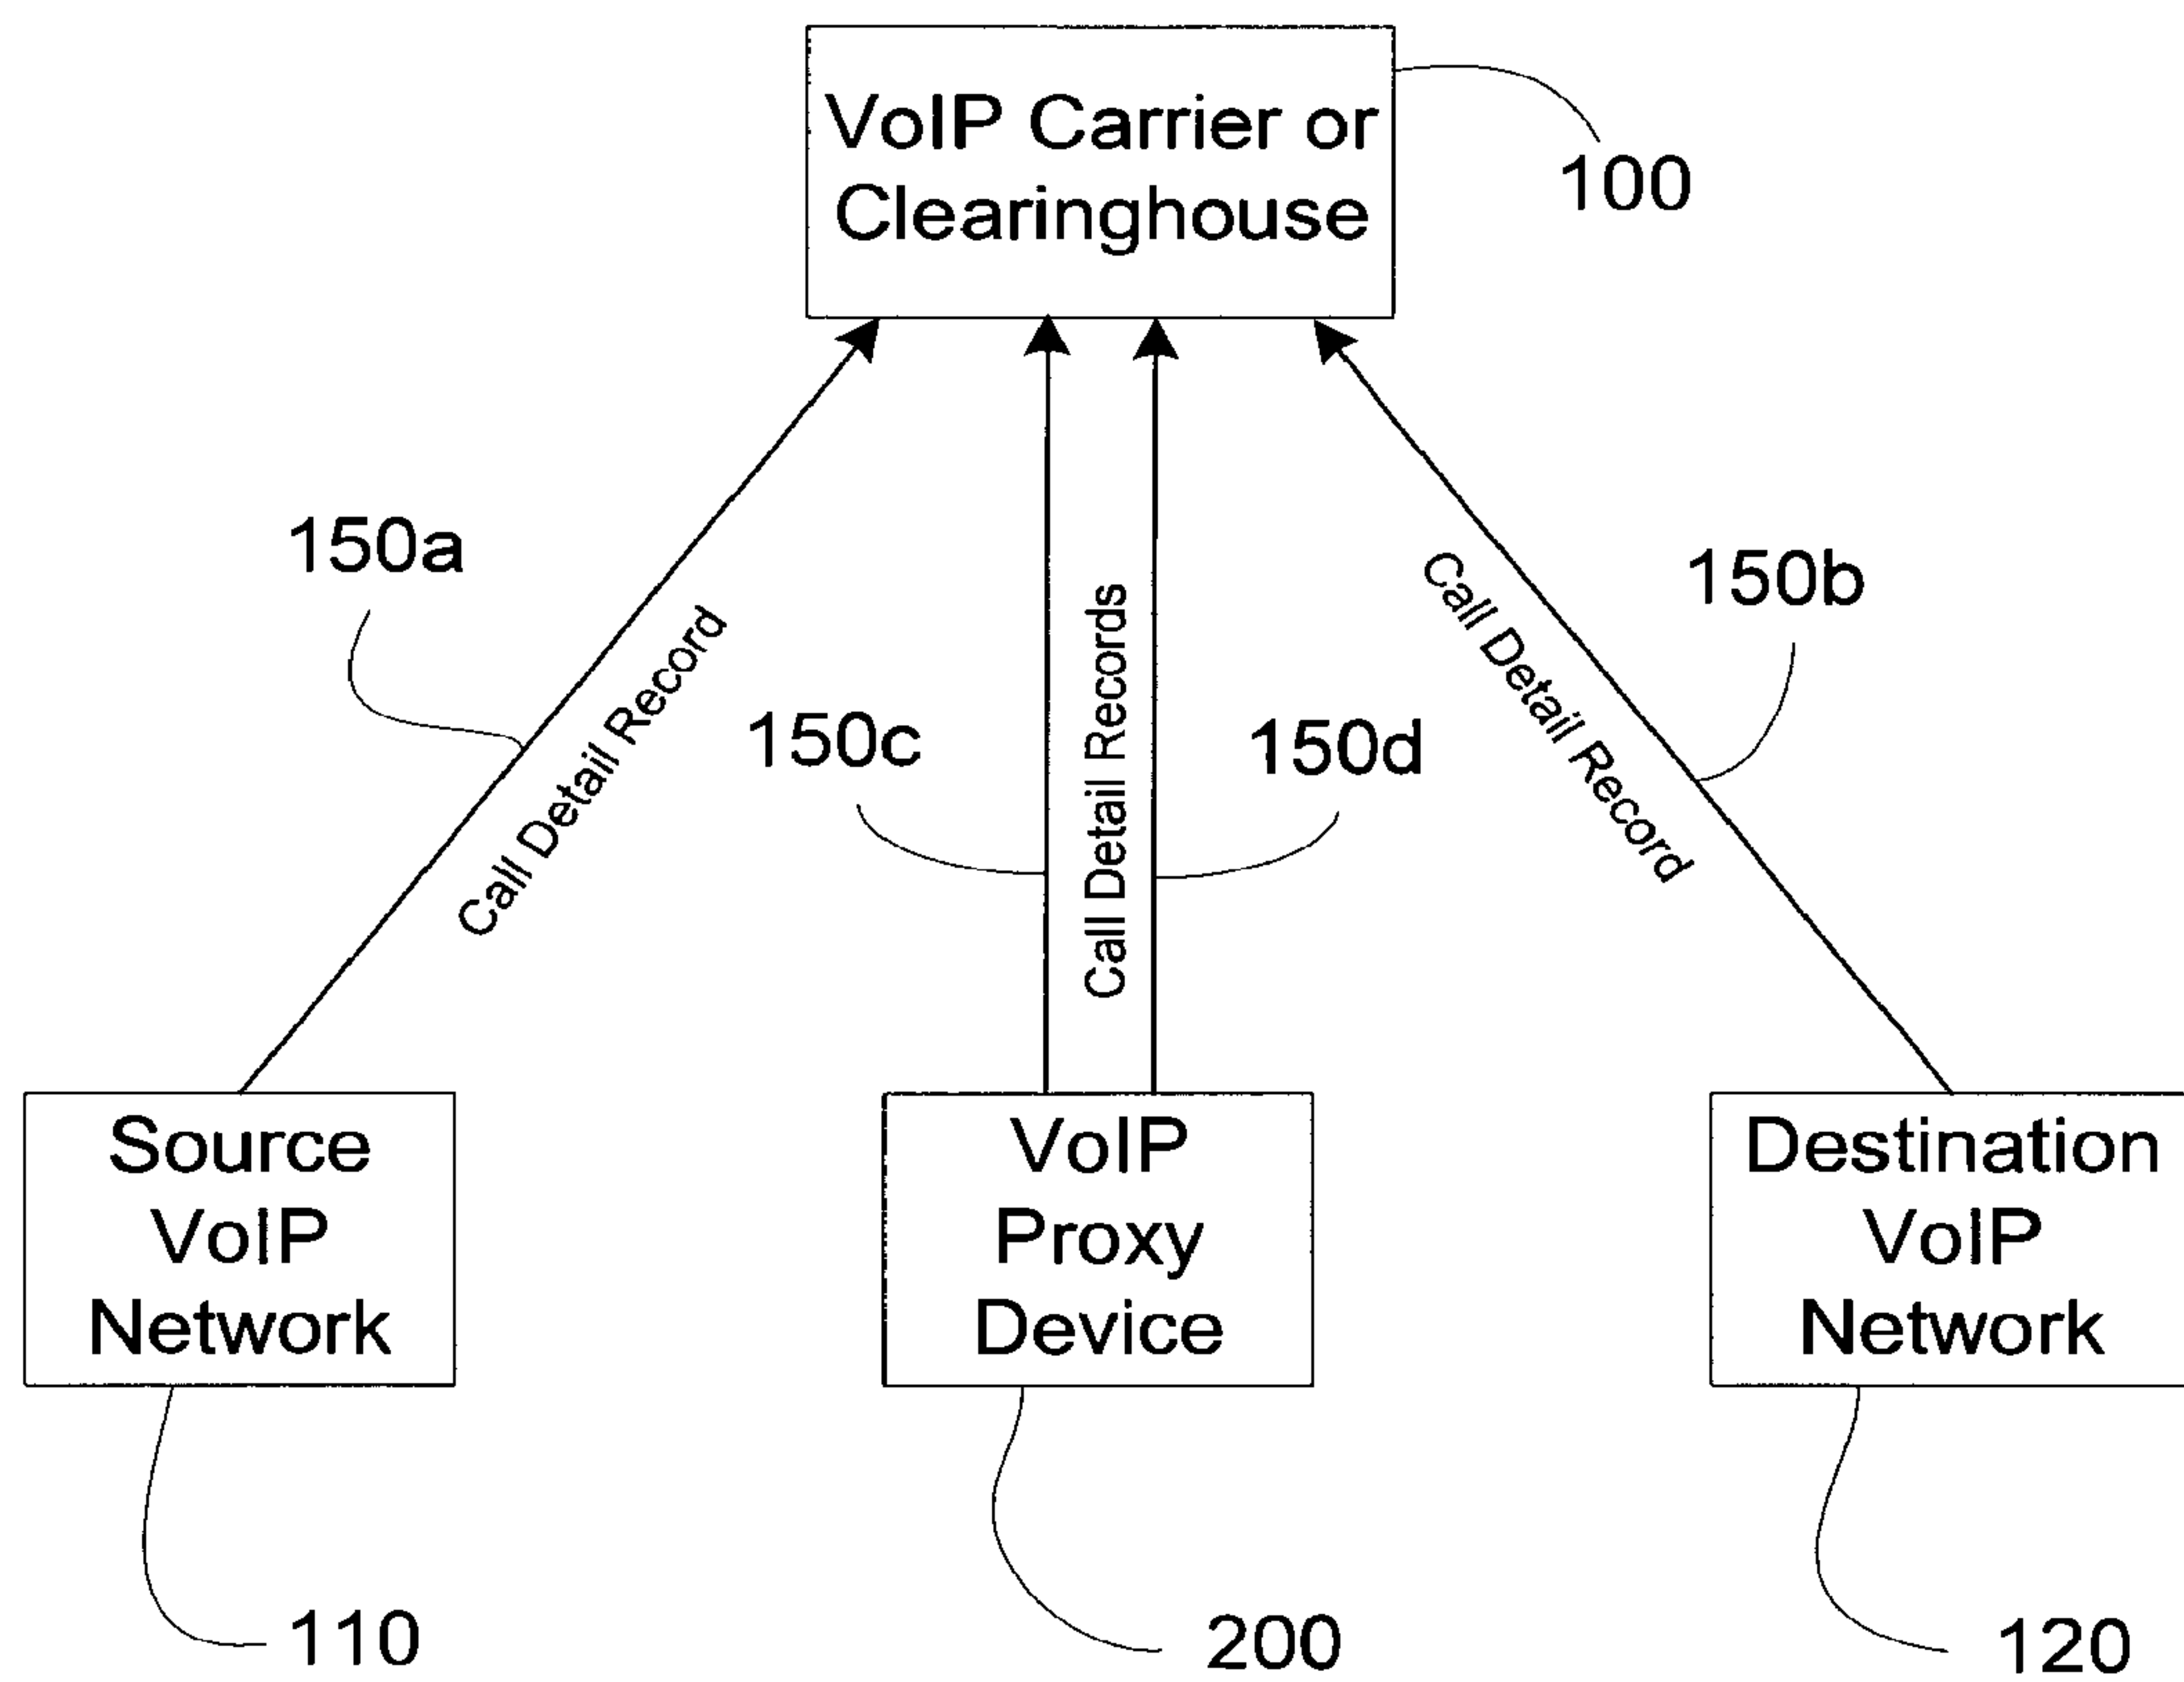 VoIP Carrier or
Clearinghouse
100
150a
Call Detail Record
150c
Call Detail Records
150d
Call Detail Record
150b
Source
VoIP
Network
VoIP
Proxy
Device
Destination
VoIP
Network
110
200
120